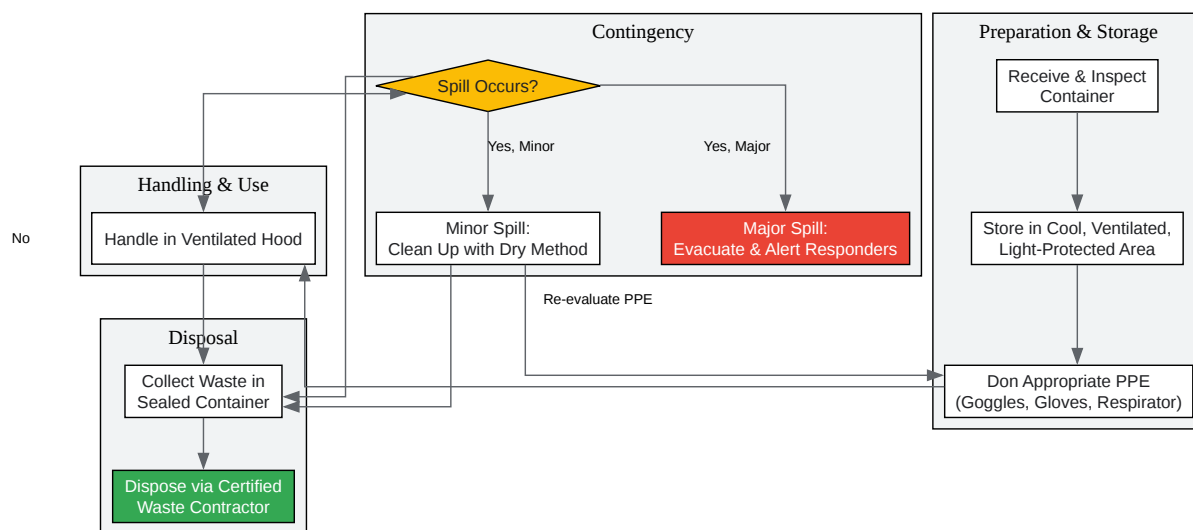 Contingency
Preparation & Storage
Spill Occurs?
Receive & Inspect
Container
Yes, Minor
Yes, Major
Handling & Use
No
Handle in Ventilated Hood
Minor Spill:
Clean Up with Dry Method
Major Spill:
Evacuate & Alert Responders
Store in Cool, Ventilated,
Light-Protected Area
Re-evaluate PPE
Disposal
Collect Waste in
Sealed Container
Don Appropriate PPE
(Goggles, Gloves, Respirator)
Dispose via Certified
Waste Contractor